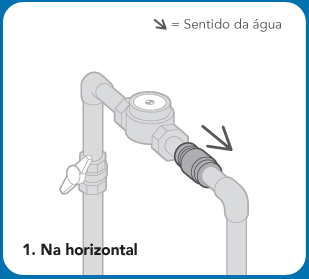 = Sentido da água
1. Na horizontal